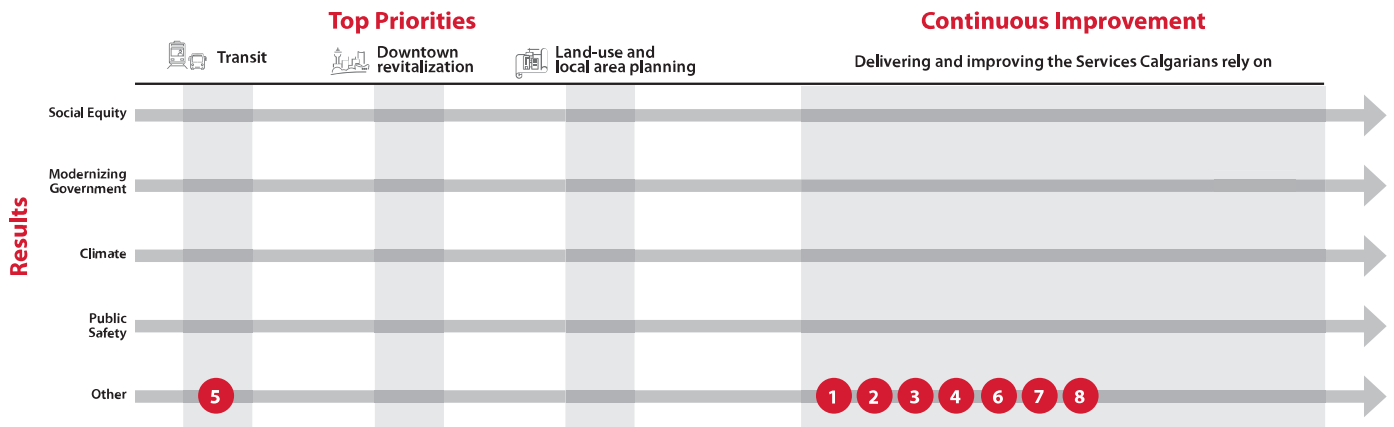 Top Priorities
Continuous Improvement
Transit
Downtown
revitalization
Land-use and
local area planning
Delivering and improving the Services Calgarians rely on
Results
Social Equity
Modernizing
Government
Climate
Public
Safety
Other
5
1 2 3 4 6 7 8